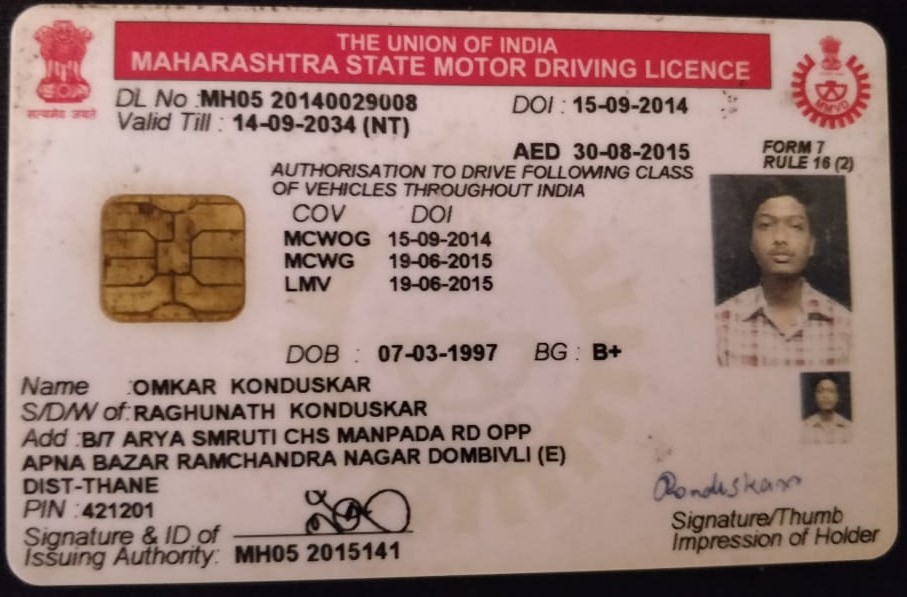 THE UNION OF INDIA
MAHARASHTRA STATE MOTOR DRIVING LICENCE
सत्यमेव जयते
MMVD
DL No : MH05 20140029008 DOI : 15-09-2014
Valid Till : 14-09-2034 (NT)
AED 30-08-2015
FORM 7
RULE 16 (2)
AUTHORISATION TO DRIVE FOLLOWING CLASS
OF VEHICLES THROUGHOUT INDIA
COV DOI
MCWOG 15-09-2014
MCWG 19-06-2015
LMV 19-06-2015
DOB : 07-03-1997 BG : B+
Name : OMKAR KONDUSKAR
S/D/W of : RAGHUNATH KONDUSKAR
Add : B/7 ARYA SMRUTI CHS MANPADA RD OPP
APNA BAZAR RAMCHANDRA NAGAR DOMBIVLI (E)
DIST-THANE
PIN : 421201
Signature & ID of
Issuing Authority: MH05 2015141
Signature/Thumb
Impression of Holder